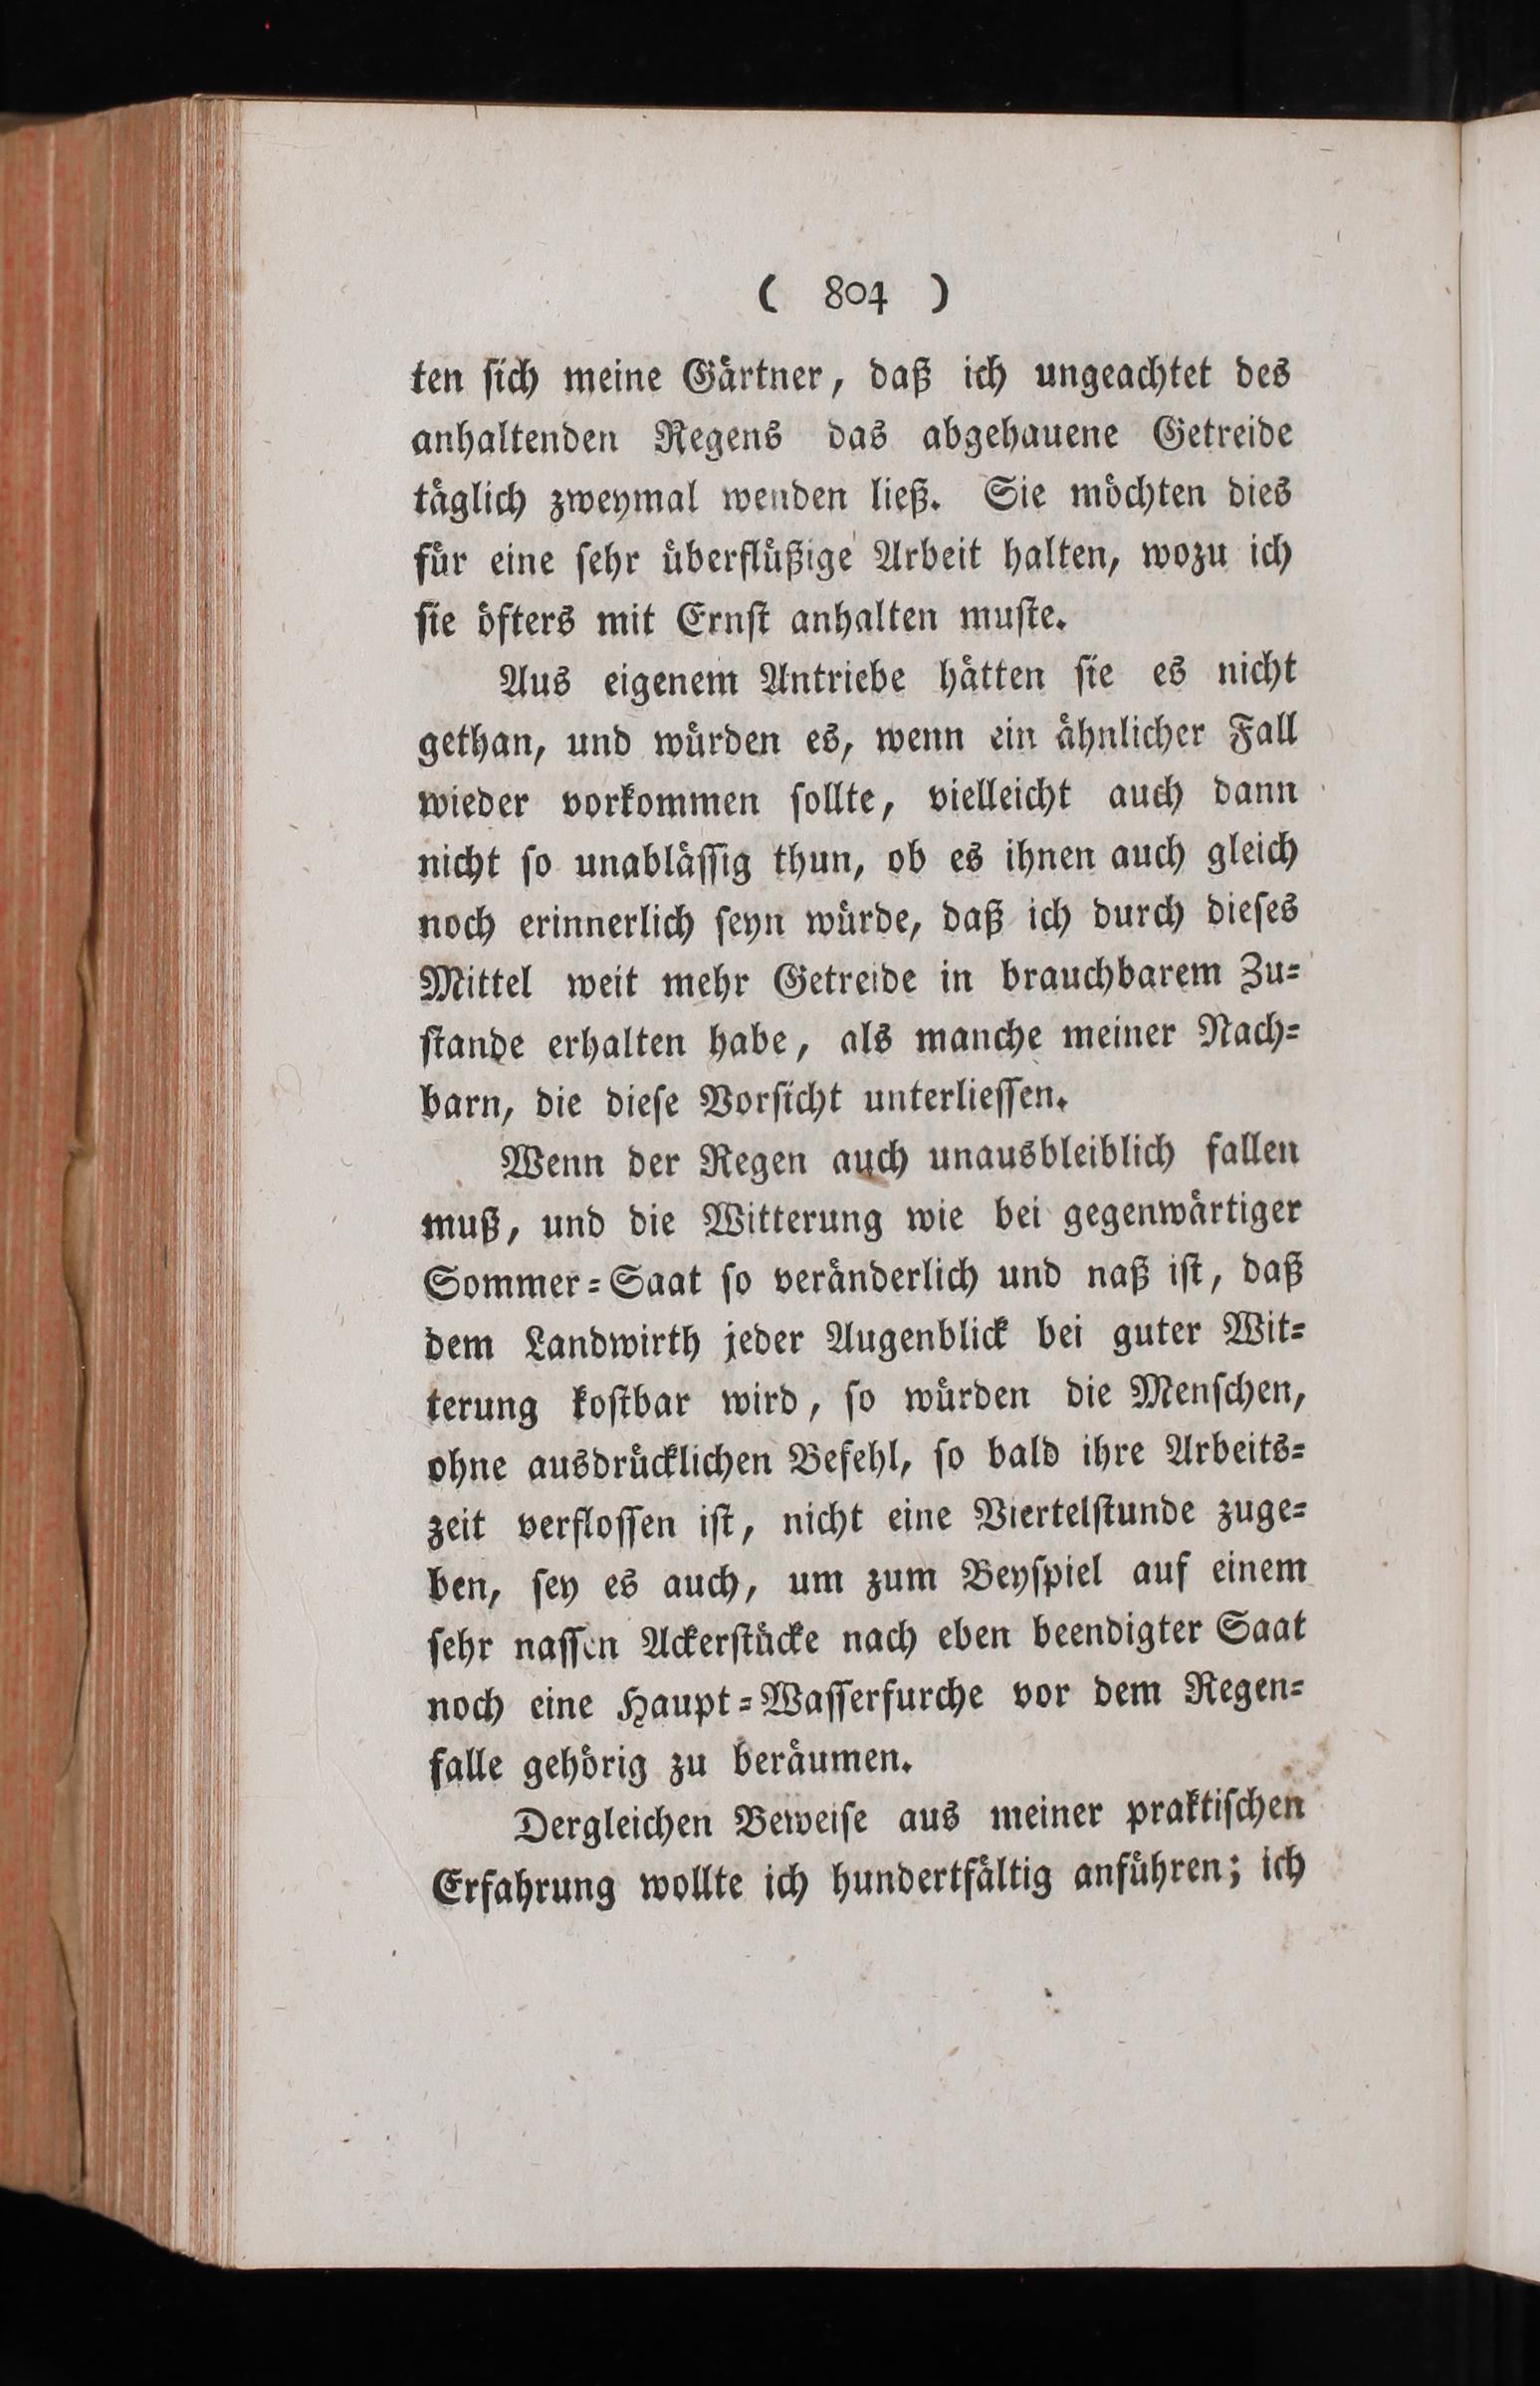 ( 804 )
ten ſich meine Gärtner, daß ich ungeachtet des
anhaltenden Regens das abgehauene Getreide
täglich zweymal wenden ließ. Sie möchten dies
für eine ſehr überflüßige Arbeit halten, wozu ich
ſie öfters mit Ernſt anhalten muſte.
Aus eigenem Antriebe hätten ſie es nicht
gethan, und würden es, wenn ein ähnlicher Fall
wieder vorkommen ſollte, vielleicht auch dann
nicht ſo unabläſſig thun, ob es ihnen auch gleich
noch erinnerlich ſeyn würde, daß ich durch dieſes
Mittel weit mehr Getreide in brauchbarem Zu⸗
ſtande erhalten habe, als manche meiner Nach⸗
barn, die dieſe Vorſicht unterlieſſen.
Wenn der Regen auch unausbleiblich fallen
muß, und die Witterung wie bei gegenwärtiger
Sommer⸗Saat ſo veränderlich und naß iſt, daß
dem Landwirth jeder Augenblick bei guter Wit⸗
terung koſtbar wird, ſo würden die Menſchen,
ohne ausdrücklichen Befehl, ſo bald ihre Arbeits⸗
zeit verfloſſen iſt, nicht eine Viertelſtunde zuge⸗
ben, ſey es auch, um zum Beyſpiel auf einem
ſehr naſſen Ackerſtücke nach eben beendigter Saat
noch eine Haupt⸗Waſſerfurche vor dem Regen⸗
falle gehörig zu beräumen.
Dergleichen Beweiſe aus meiner praktiſchen
Erfahrung wollte ich hundertfältig anführen; ich